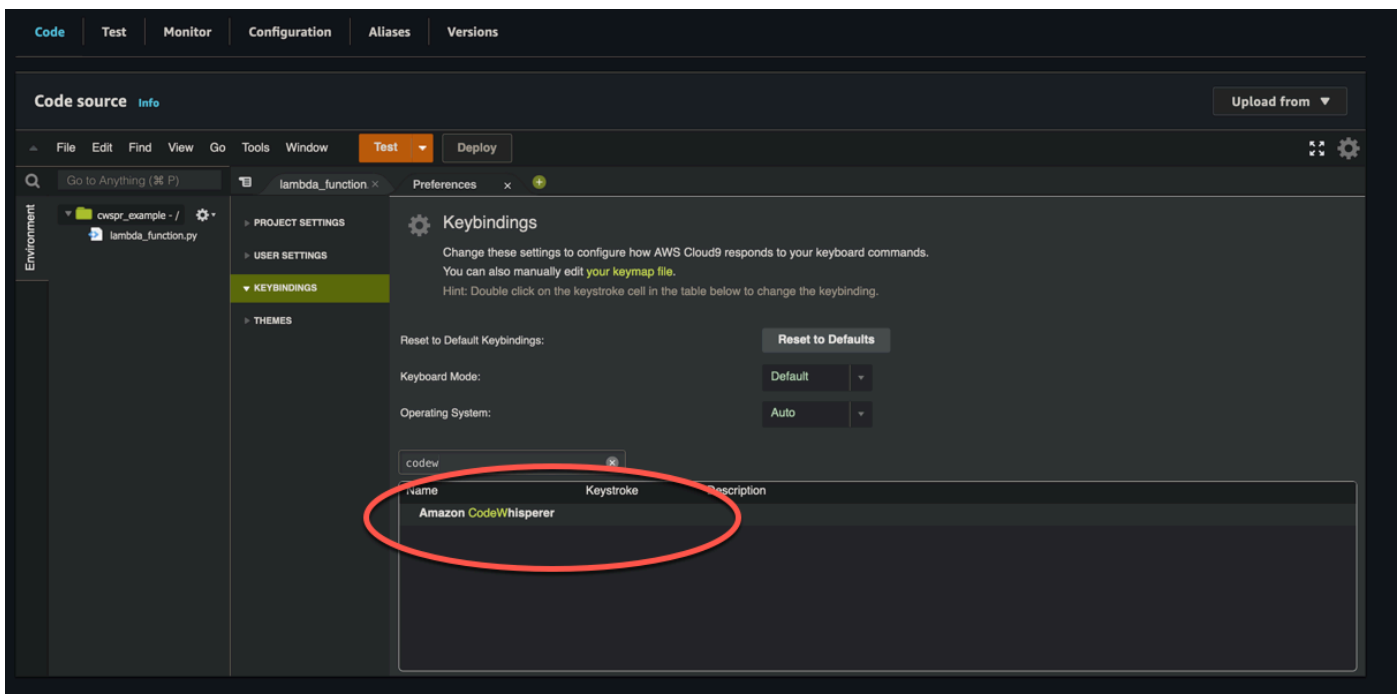 Code Test Monitor Configuration Aliases Versions
Code source Info
Upload from
File Edit Find View Go Tools Window Test Deploy
Go to Anything (⌘ P)
lambda_function. Preferences
Environment
cwspr_example - /
lambda_function.py
PROJECT SETTINGS
USER SETTINGS
KEYBINDINGS
THEMES
Keybindings
Change these settings to configure how AWS Cloud9 responds to your keyboard commands.
You can also manually edit your keymap file.
Hint: Double click on the keystroke cell in the table below to change the keybinding.
Reset to Default Keybindings: Reset to Defaults
Keyboard Mode: Default
Operating System: Auto
codew
Name Keystroke Description
Amazon CodeWhisperer